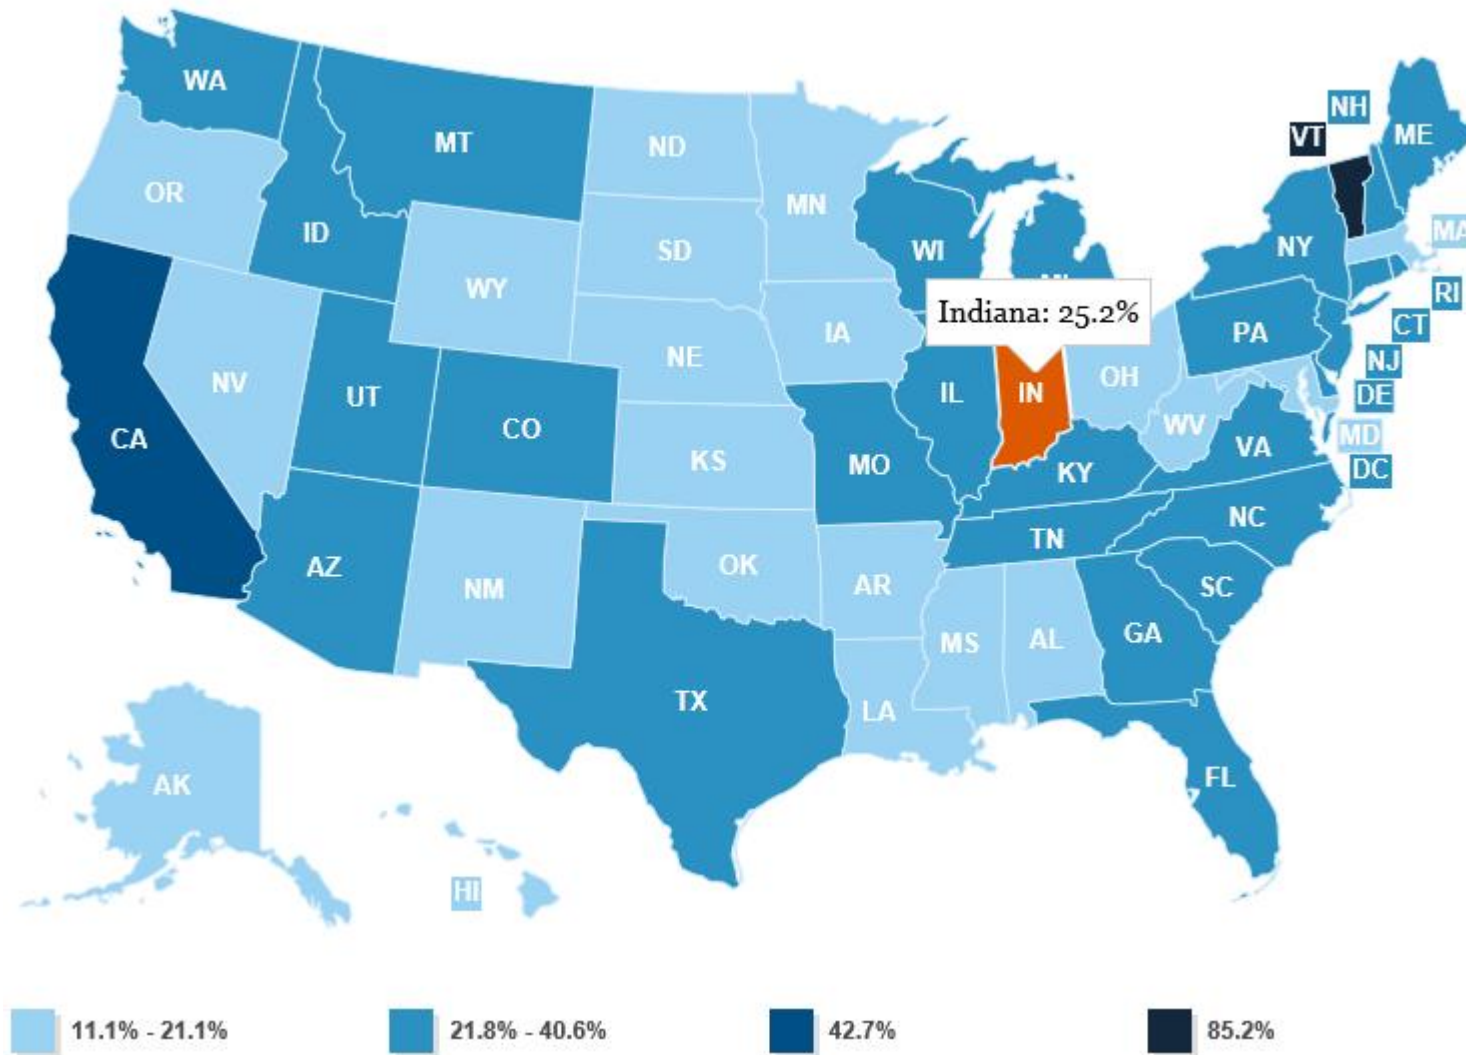 WA
MT
ND
MN
VT
NH
ME
OR
ID
SD
WI
NY
MA
WY
Indiana: 25.2%
RI
CT
IA
PA
NE
NV
UT
CO
IL
IN
OH
NJ
DE
CA
KS
MO
WV
VA
MD
KY
DC
AZ
NM
OK
AR
TN
NC
SC
MS
AL
GA
TX
LA
FL
AK
HI
11.1% - 21.1%
21.8% - 40.6%
42.7%
85.2%